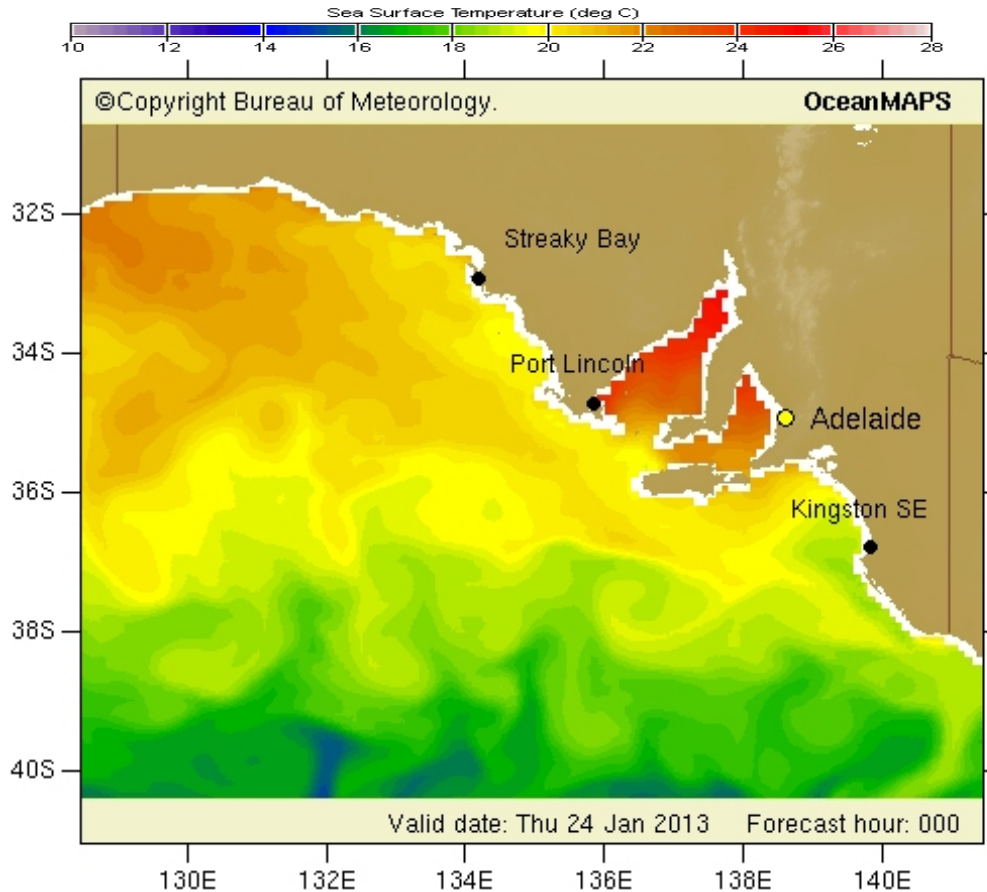 Sea Surface Temperature (deg C)
10 12 14 16 18 20 22 24 26 28
©Copyright Bureau of Meteorology. OceanMAPS
32S
Streaky Bay
34S
Port Lincoln
Adelaide
36S
Kingston SE
38S
40S
Valid date: Thu 24 Jan 2013 Forecast hour: 000
130E 132E 134E 136E 138E 140E